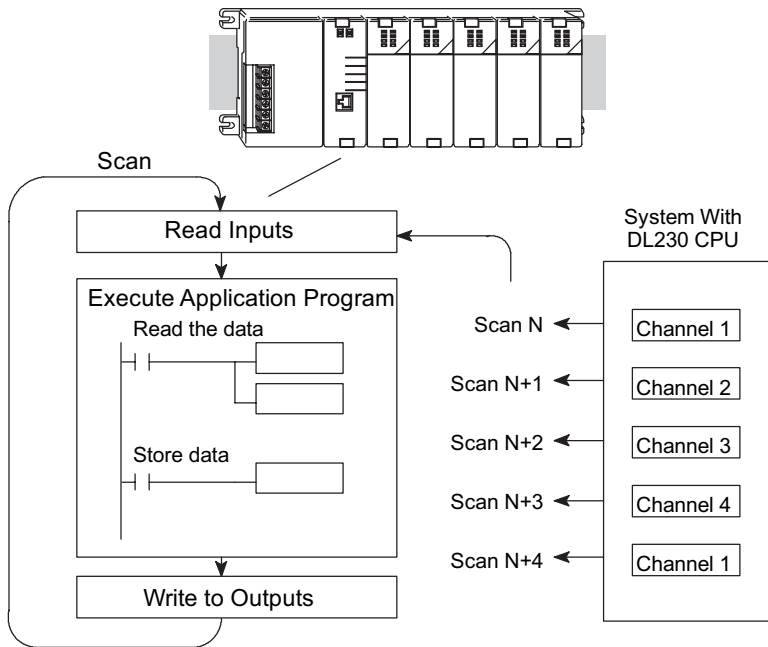 Scan
Read Inputs
Execute Application Program
Read the data
Store data
Write to Outputs
System With
DL230 CPU
Scan N
Channel 1
Scan N+1
Channel 2
Scan N+2
Channel 3
Scan N+3
Channel 4
Scan N+4
Channel 1